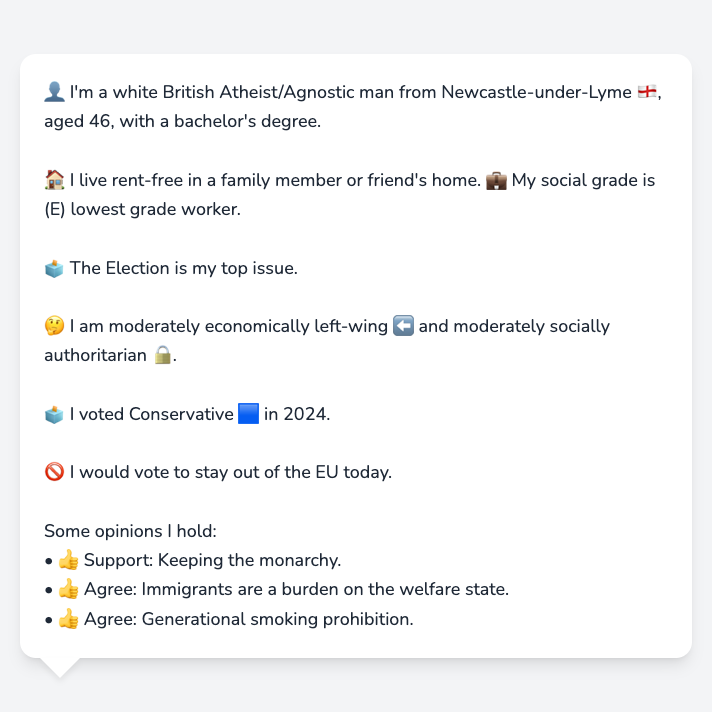 👤 I'm a white British Atheist/Agnostic man from Newcastle-under-Lyme 🏴󠁧󠁢󠁥󠁮󠁧󠁿,
aged 46, with a bachelor's degree.
🏠 I live rent-free in a family member or friend's home. 💼 My social grade is
(E) lowest grade worker.
🗳️ The Election is my top issue.
🤔 I am moderately economically left-wing ⬅️ and moderately socially
authoritarian 🔒.
🗳️ I voted Conservative 🟦 in 2024.
🚫 I would vote to stay out of the EU today.
Some opinions I hold:
• 👍 Support: Keeping the monarchy.
• 👍 Agree: Immigrants are a burden on the welfare state.
• 👍 Agree: Generational smoking prohibition.